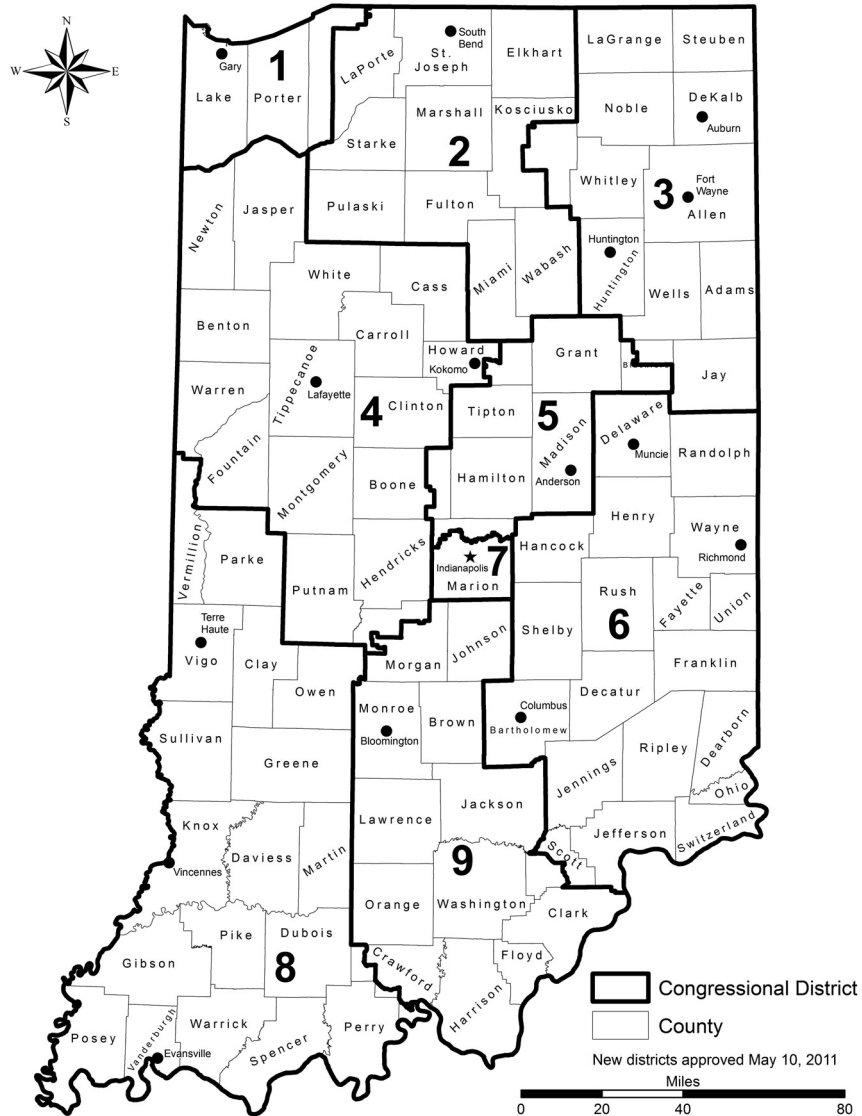 N
W
E
S
South
Bend
St.
Joseph
Elkhart
LaGrange
Steuben
LaPorte
Gary
1
Lake
Porter
Marshall
Kosciusko
Noble
DeKalb
Auburn
Starke
2
Whitley
3
Fort
Wayne
Allen
Newton
Jasper
Pulaski
Fulton
Miami
Wabash
Huntington
Huntington
Wells
Adams
White
Cass
Benton
Carroll
Howard
Kokomo
Grant
Jay
Warren
Tippecanoe
Lafayette
4
Clinton
Tipton
5
Madison
Anderson
Delaware
Muncie
Randolph
Fountain
Montgomery
Boone
Hamilton
Henry
Wayne
Richmond
Vermillion
Parke
Putnam
Hendricks
Indianapolis
7
Marion
Hancock
Rush
6
Fayette
Union
Terre
Haute
Vigo
Clay
Owen
Morgan
Johnson
Shelby
Franklin
Decatur
Monroe
Bloomington
Brown
Columbus
Bartholomew
Sullivan
Greene
Jennings
Ripley
Dearborn
Ohio
Knox
Vincennes
Daviess
Martin
Lawrence
Jackson
Scott
Jefferson
Switzerland
9
Orange
Washington
Clark
Pike
Dubois
8
Gibson
Crawford
Floyd
Harrison
Posey
Vanderburgh
Evansville
Warrick
Spencer
Perry
Congressional District
County
New districts approved May 10, 2011
Miles
0 20 40 80